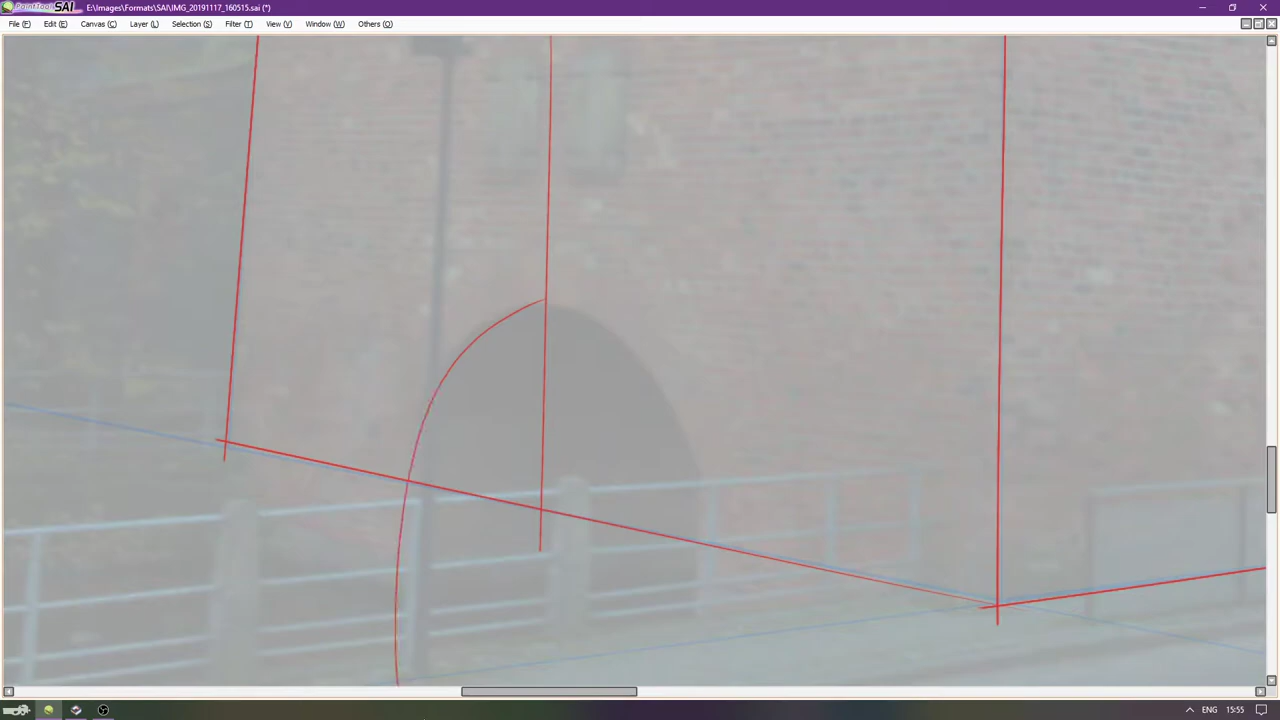 PaintTool SAI E:\Images\Formats\SAI\IMG_20191117_160515.sai (*)
File (F) Edit (E) Canvas (C) Layer (L) Selection (S) Filter (T) View (V) Window (W) Others (O)
ENG 15:55